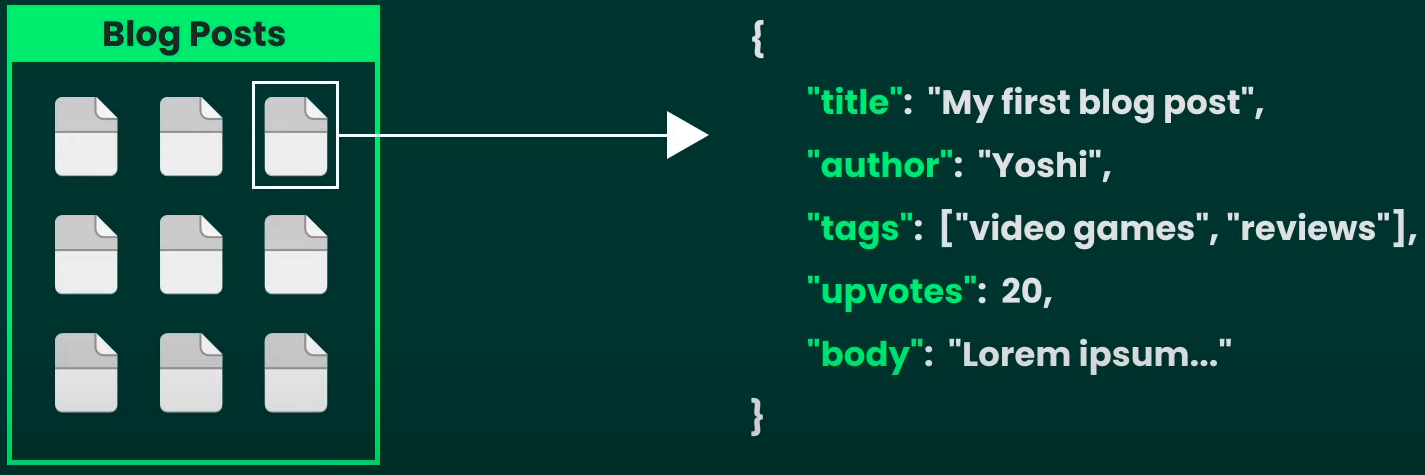 Blog Posts
{
"title": "My first blog post",
"author": "Yoshi",
"tags": ["video games", "reviews"],
"upvotes": 20,
"body": "Lorem ipsum..."
}